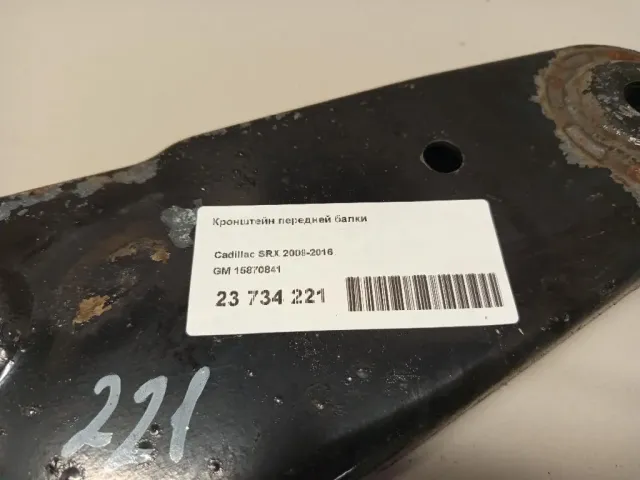 Кронштейн передней балки
Cadillac SRX 2009-2016
GM 15870841
23 734 221
221